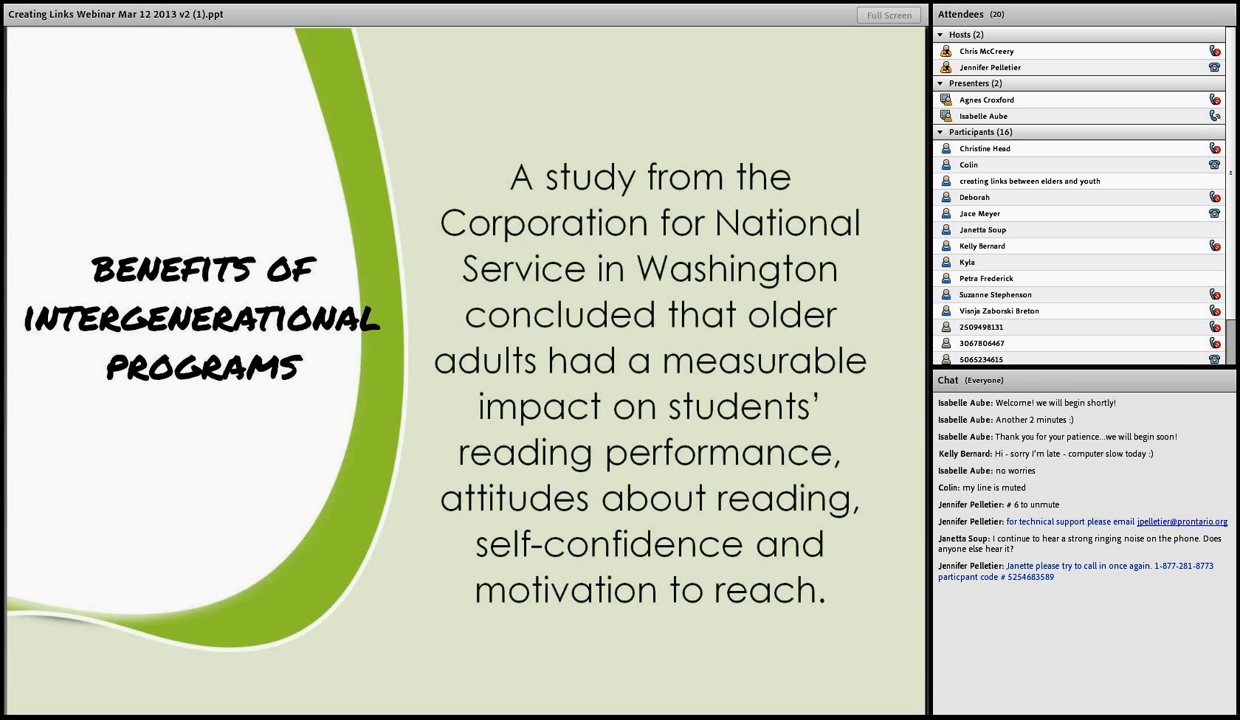 Creating Links Webinar Mar 12 2013 v2 (1).ppt
Full Screen
BENEFITS OF
INTERGENERATIONAL
PROGRAMS
A study from the
Corporation for National
Service in Washington
concluded that older
adults had a measurable
impact on students’
reading performance,
attitudes about reading,
self-confidence and
motivation to reach.
Attendees (20)
Hosts (2)
Chris McCreery
Jennifer Pelletier
Presenters (2)
Agnes Croxford
Isabelle Aube
Participants (16)
Christine Head
Colin
creating links between elders and youth
Deborah
Jace Meyer
Janetta Soup
Kelly Bernard
Kyla
Petra Frederick
Suzanne Stephenson
Visnja Zaborski Breton
2509498131
3067806467
5065234615
Chat (Everyone)
Isabelle Aube: Welcome! we will begin shortly!
Isabelle Aube: Another 2 minutes :)
Isabelle Aube: Thank you for your patience...we will begin soon!
Kelly Bernard: Hi - sorry I'm late - computer slow today :)
Isabelle Aube: no worries
Colin: my line is muted
Jennifer Pelletier: # 6 to unmute
Jennifer Pelletier: for technical support please email jpelletier@prontario.org
Janetta Soup: I continue to hear a strong ringing noise on the phone. Does
anyone else hear it?
Jennifer Pelletier: Janette please try to call in once again. 1-877-281-8773
particpant code # 5254683589